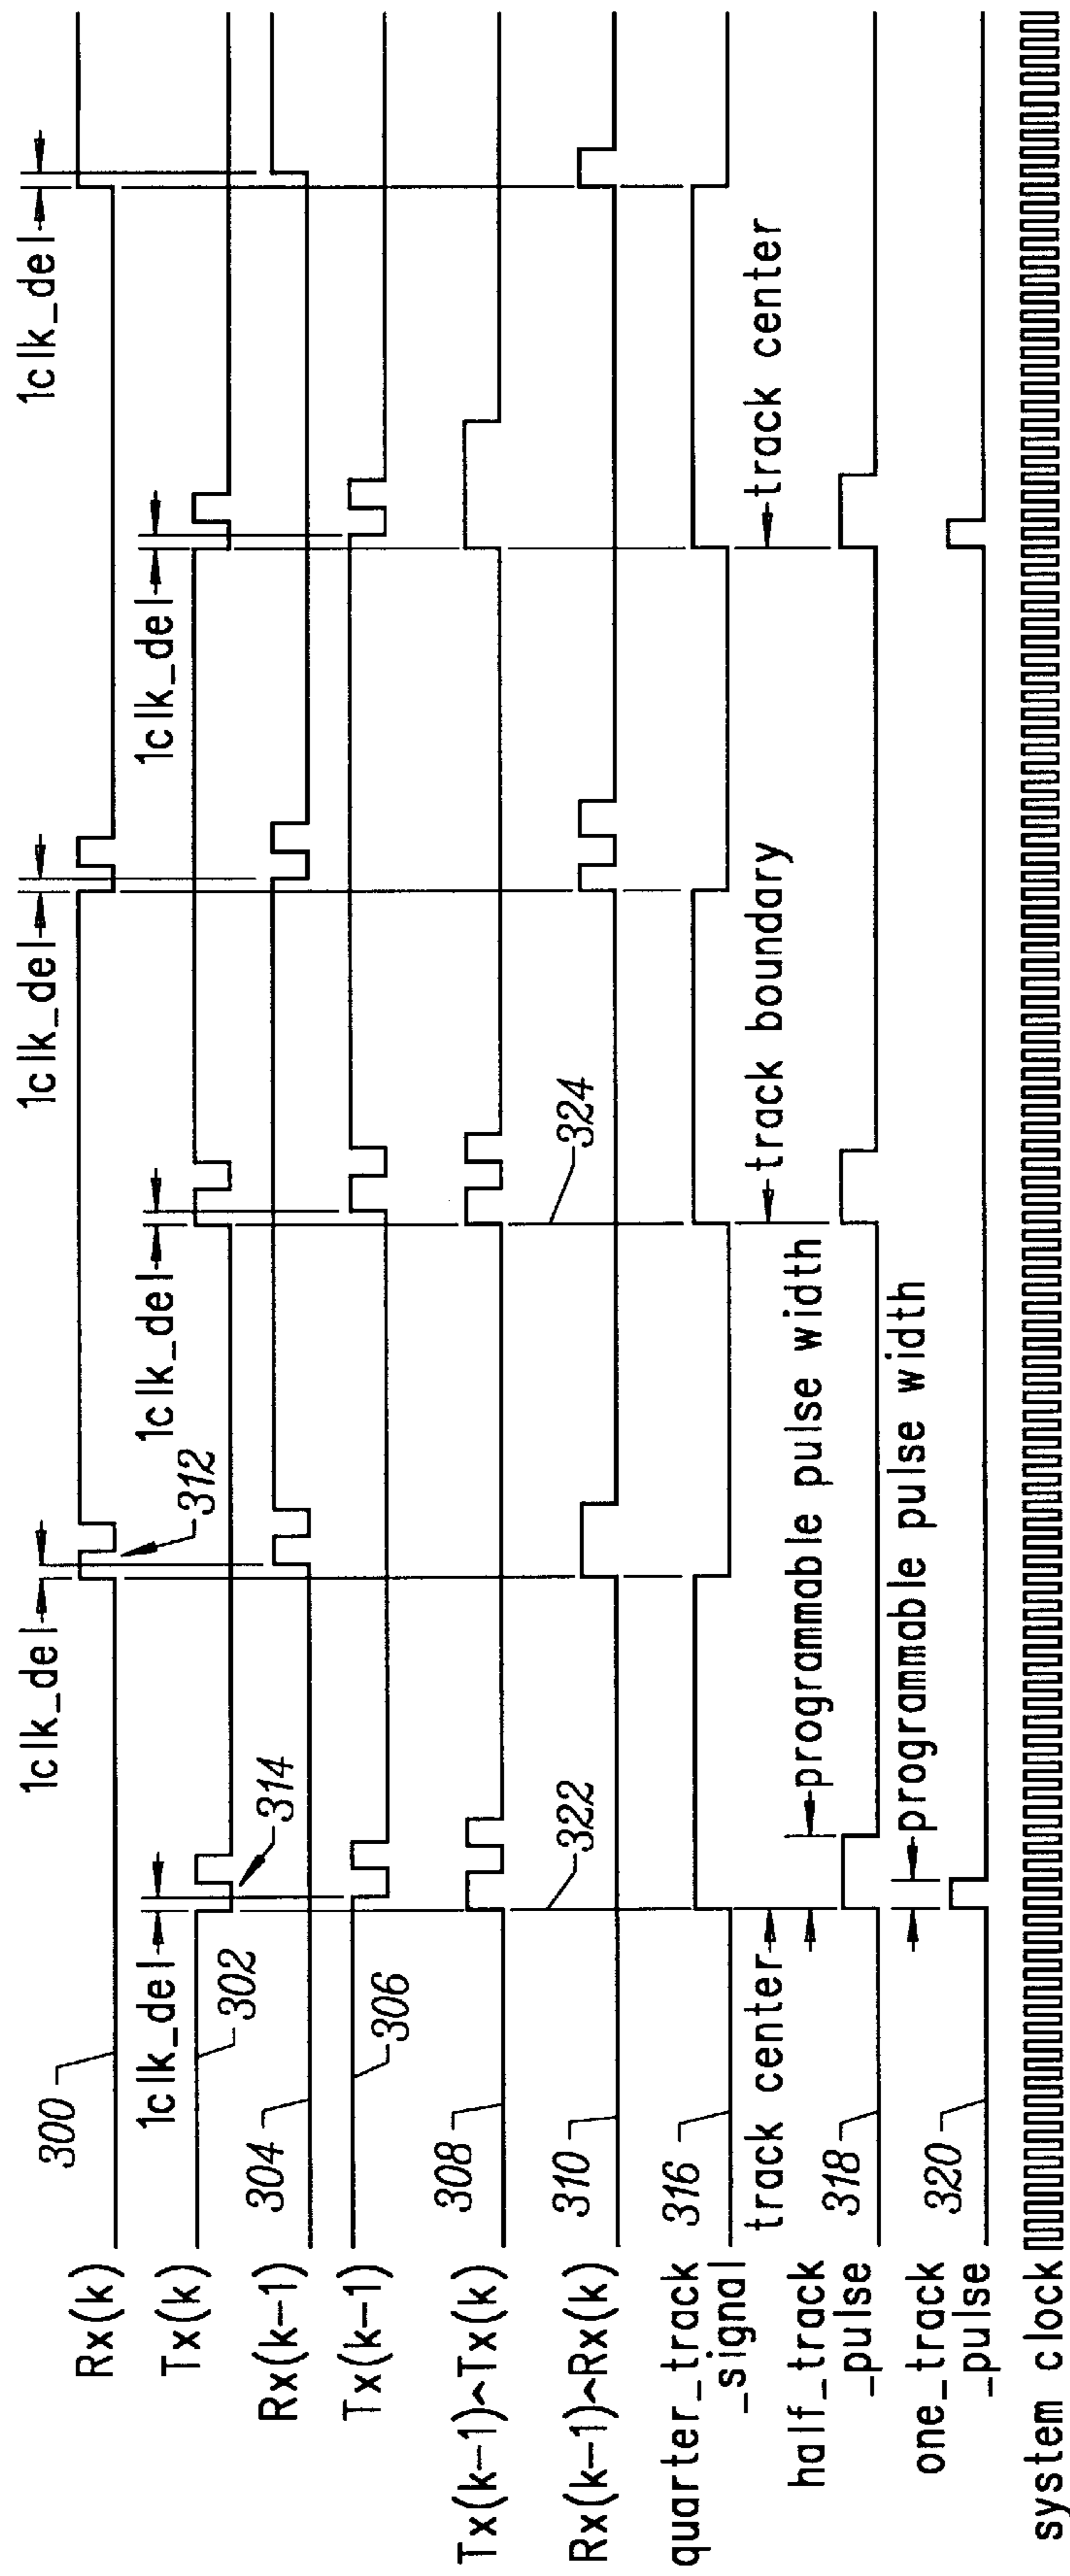 1clk_del
1clk_del
1clk_del
Rx(k)
300
312
1clk_del
1clk_del
1clk_del
Tx(k)
302
314
Rx(k-1)
304
Tx(k-1)
306
Tx(k-1)^Tx(k)
308
322
324
Rx(k-1)^Rx(k)
310
quarter_track
_signal
316
track center
track boundary
track center
half_track
_pulse
318
programmable pulse width
one_track
_pulse
320
programmable pulse width
system clock